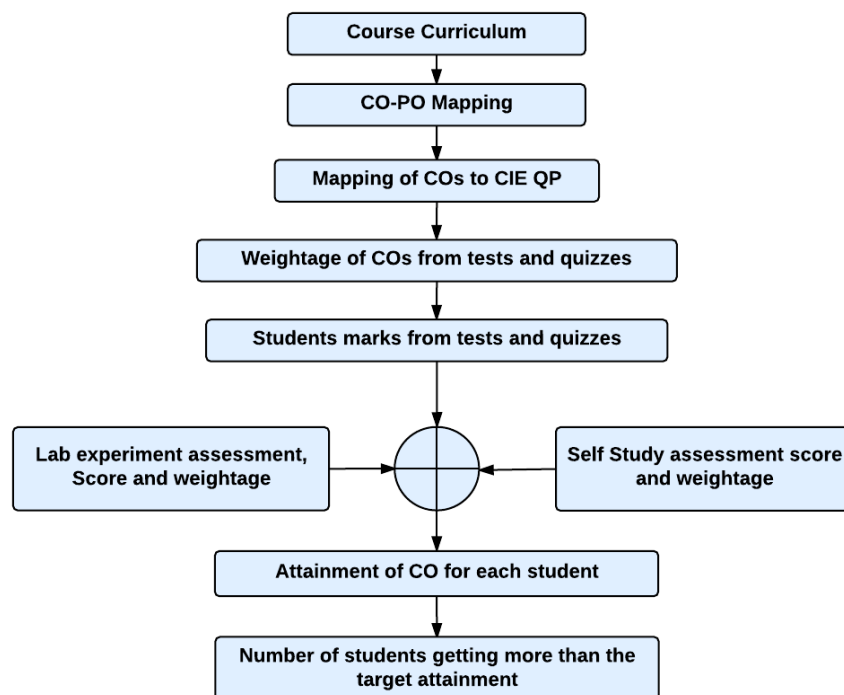 Course Curriculum
CO-PO Mapping
Mapping of COs to CIE QP
Weightage of COs from tests and quizzes
Students marks from tests and quizzes
Lab experiment assessment,
Score and weightage
Self Study assessment score
and weightage
Attainment of CO for each student
Number of students getting more than the
target attainment